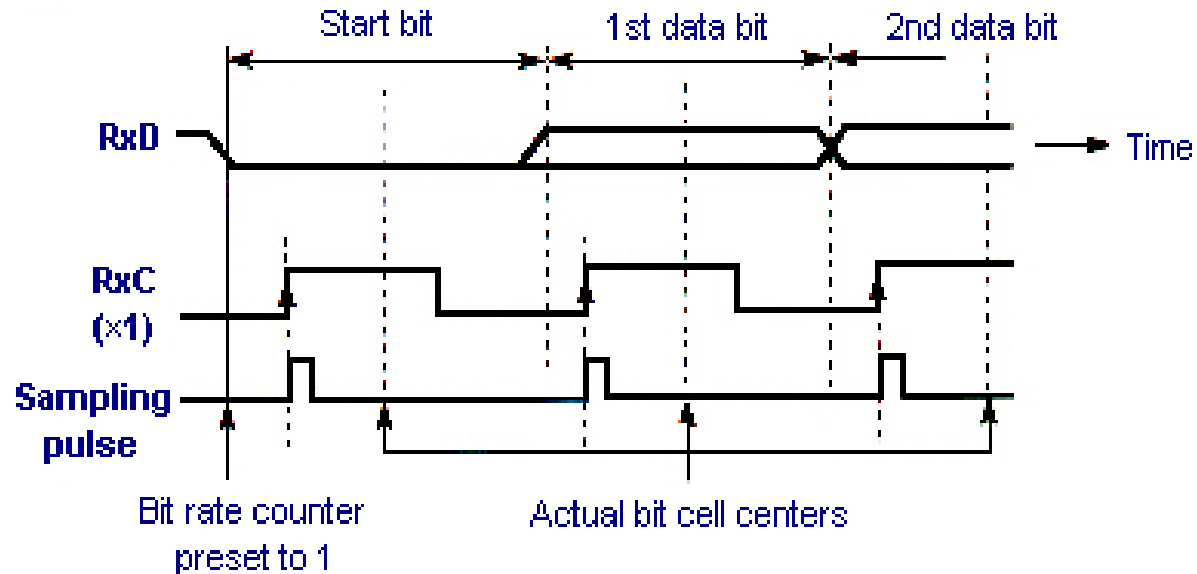 Start bit
1st data bit
2nd data bit
RxD
Time
RxC
(×1)
Sampling
pulse
Bit rate counter
preset to 1
Actual bit cell centers